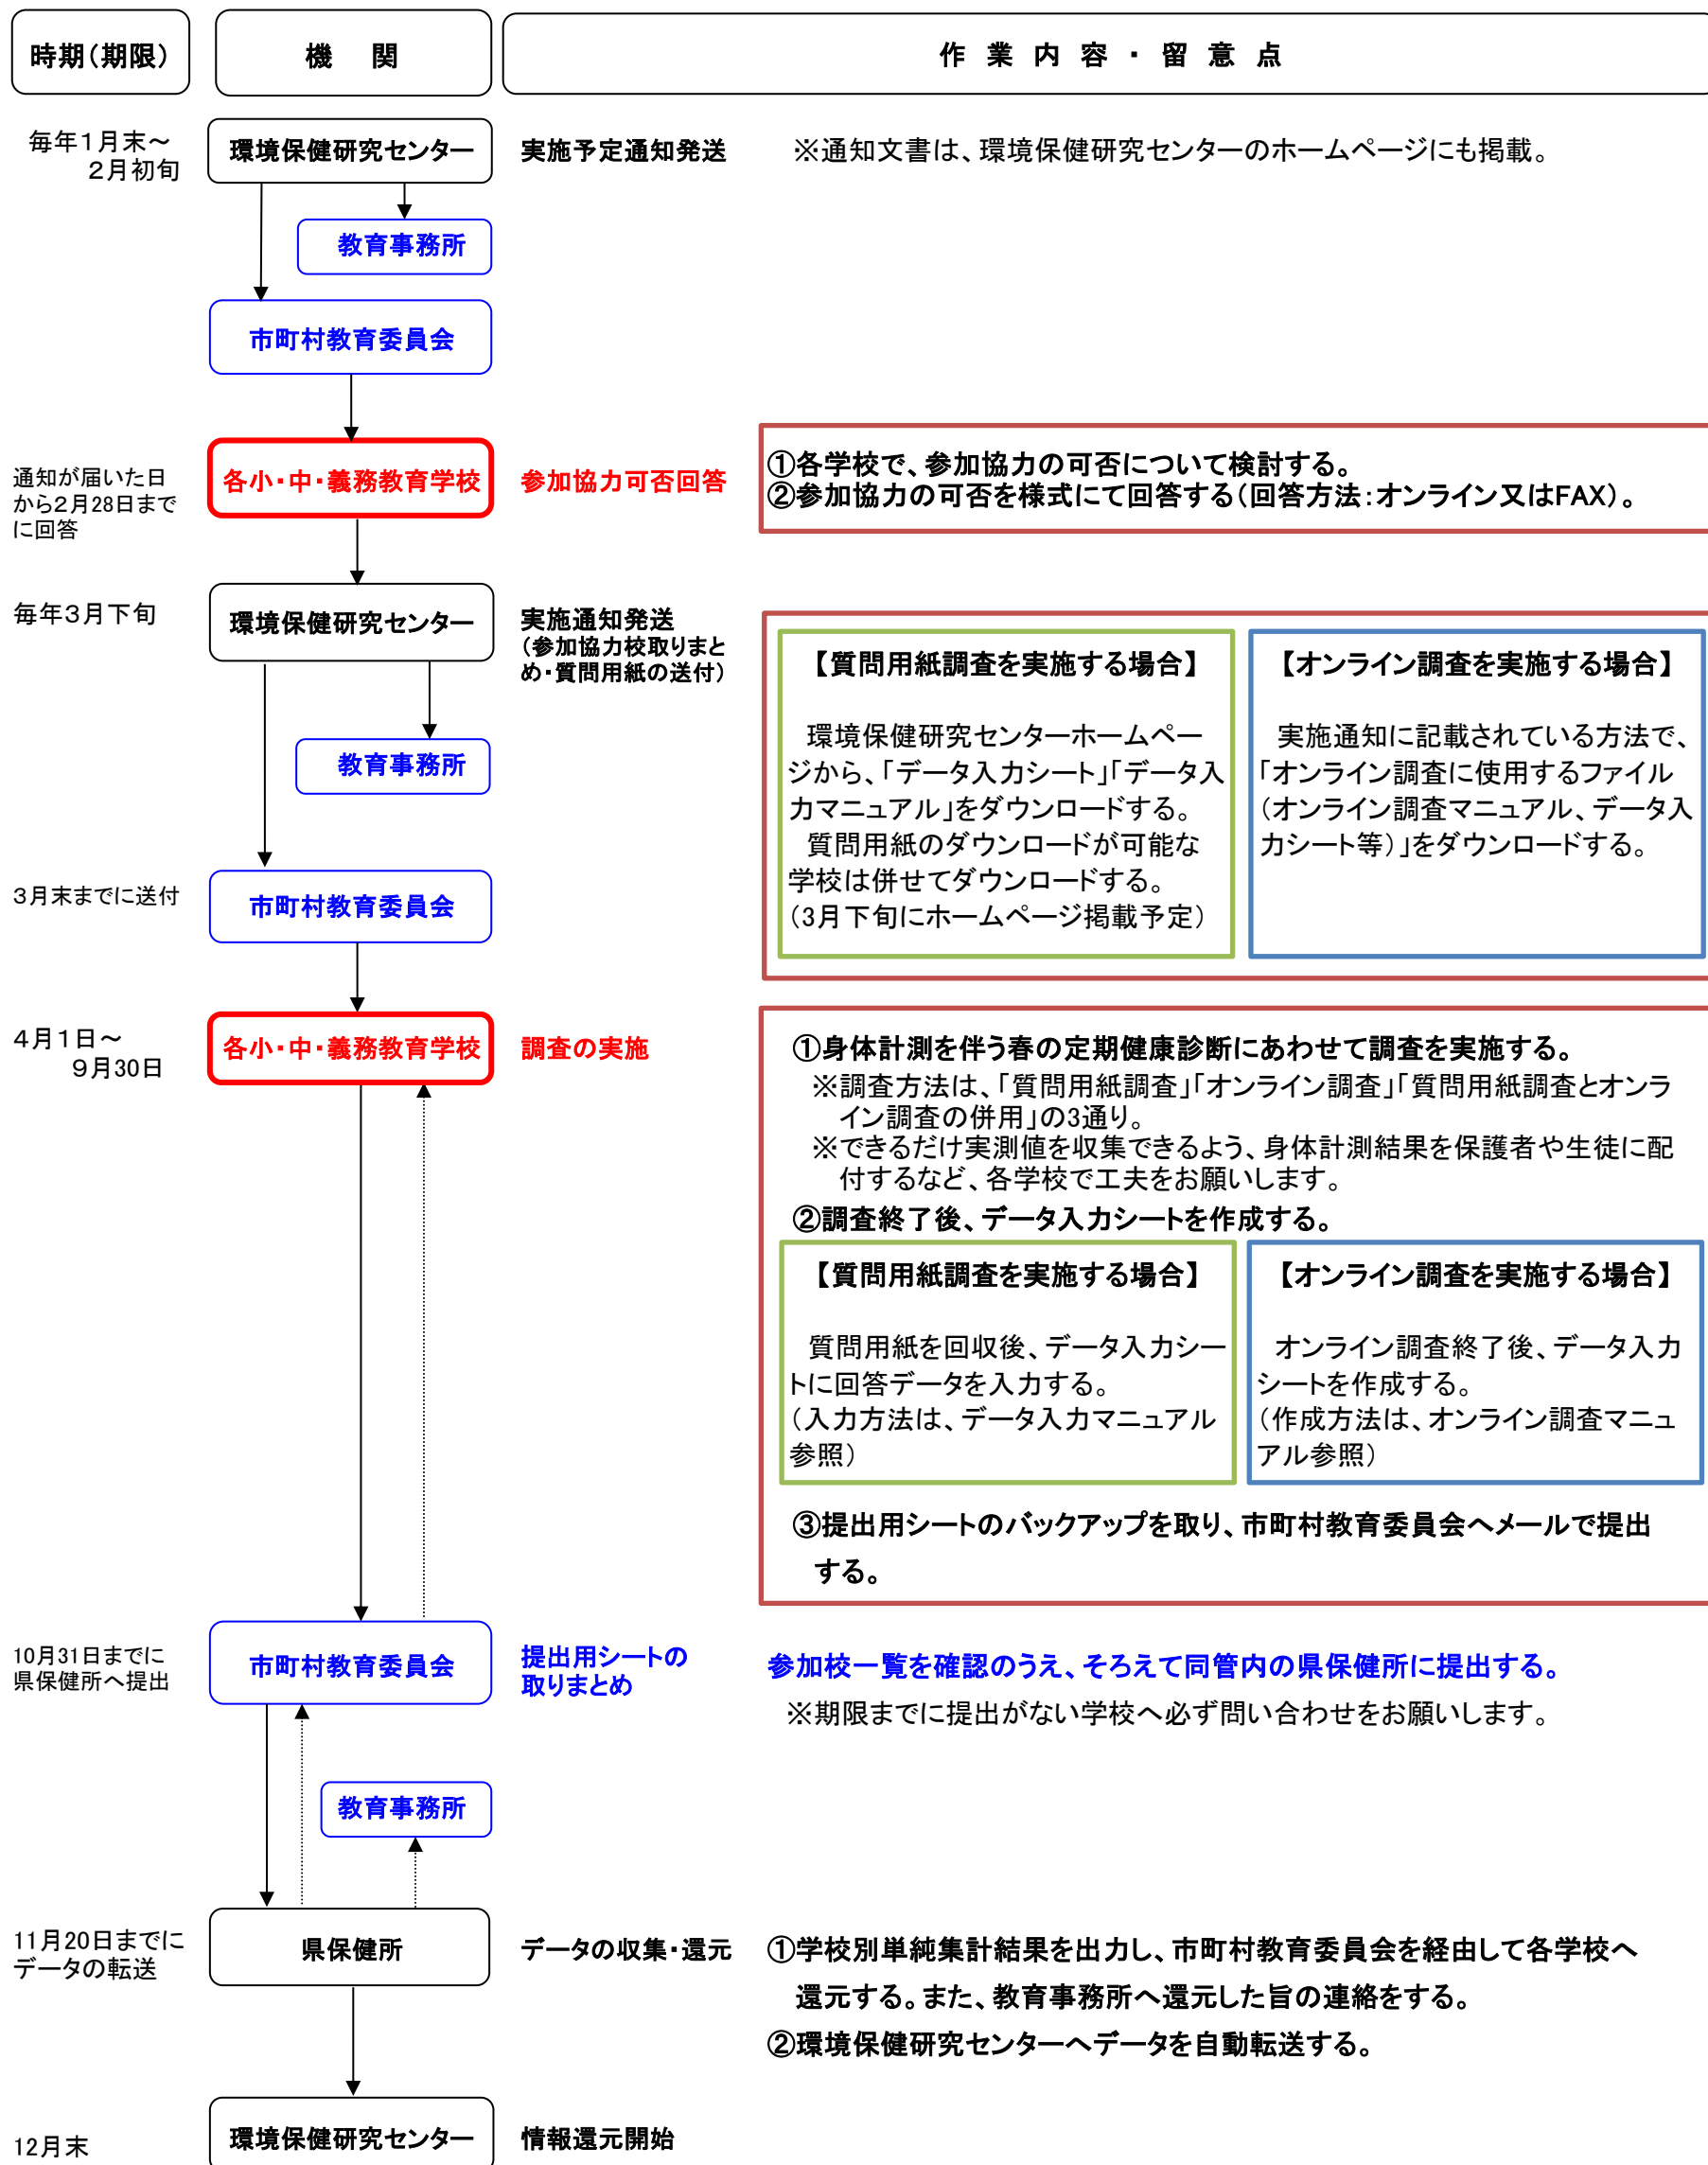 時期（期限）
機　関
作 業 内 容 ・ 留 意 点
毎年１月末～
２月初旬
環境保健研究センター
実施予定通知発送
※通知文書は、環境保健研究センターのホームページにも掲載。
教育事務所
市町村教育委員会
通知が届いた日
から２月28日まで
に回答
各小・中・義務教育学校
参加協力可否回答
①各学校で、参加協力の可否について検討する。
②参加協力の可否を様式にて回答する（回答方法：オンライン又はFAX）。
毎年３月下旬
環境保健研究センター
実施通知発送
（参加協力校取りまと
め・質問用紙の送付）
【質問用紙調査を実施する場合】
環境保健研究センターホームペー
ジから、「データ入力シート」「データ入
力マニュアル」をダウンロードする。
質問用紙のダウンロードが可能な
学校は併せてダウンロードする。
（3月下旬にホームページ掲載予定）
【オンライン調査を実施する場合】
実施通知に記載されている方法で、
「オンライン調査に使用するファイル
（オンライン調査マニュアル、データ入
力シート等）」をダウンロードする。
教育事務所
３月末までに送付
市町村教育委員会
４月１日～
９月30日
各小・中・義務教育学校
調査の実施
①身体計測を伴う春の定期健康診断にあわせて調査を実施する。
※調査方法は、「質問用紙調査」「オンライン調査」「質問用紙調査とオンラ
イン調査の併用」の3通り。
※できるだけ実測値を収集できるよう、身体計測結果を保護者や生徒に配
付するなど、各学校で工夫をお願いします。
②調査終了後、データ入力シートを作成する。
【質問用紙調査を実施する場合】
質問用紙を回収後、データ入力シー
トに回答データを入力する。
（入力方法は、データ入力マニュアル
参照）
【オンライン調査を実施する場合】
オンライン調査終了後、データ入力
シートを作成する。
（作成方法は、オンライン調査マニュ
アル参照）
③提出用シートのバックアップを取り、市町村教育委員会へメールで提出
する。
10月31日までに
県保健所へ提出
市町村教育委員会
提出用シートの
取りまとめ
参加校一覧を確認のうえ、そろえて同管内の県保健所に提出する。
※期限までに提出がない学校へ必ず問い合わせをお願いします。
教育事務所
11月20日までに
データの転送
県保健所
データの収集・還元
①学校別単純集計結果を出力し、市町村教育委員会を経由して各学校へ
還元する。また、教育事務所へ還元した旨の連絡をする。
②環境保健研究センターへデータを自動転送する。
12月末
環境保健研究センター
情報還元開始